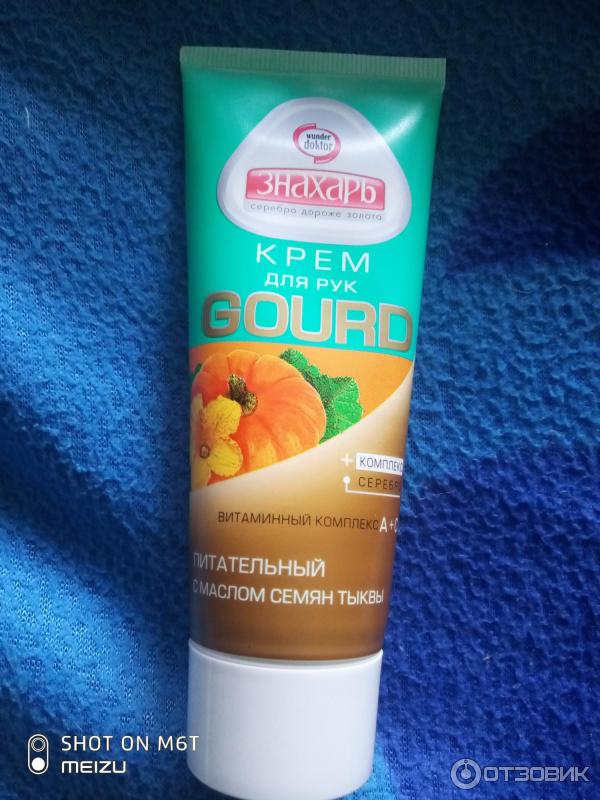 wunder
doktor
ЗНАХАРЬ
серебро дороже золота
КРЕМ
ДЛЯ РУК
GOURD
+ КОМПЛЕКС
СЕРЕБР
ВИТАМИННЫЙ КОМПЛЕКС A+C
ПИТАТЕЛЬНЫЙ
С МАСЛОМ СЕМЯН ТЫКВЫ
SHOT ON M6T
MEIZU
ОТЗОВИК